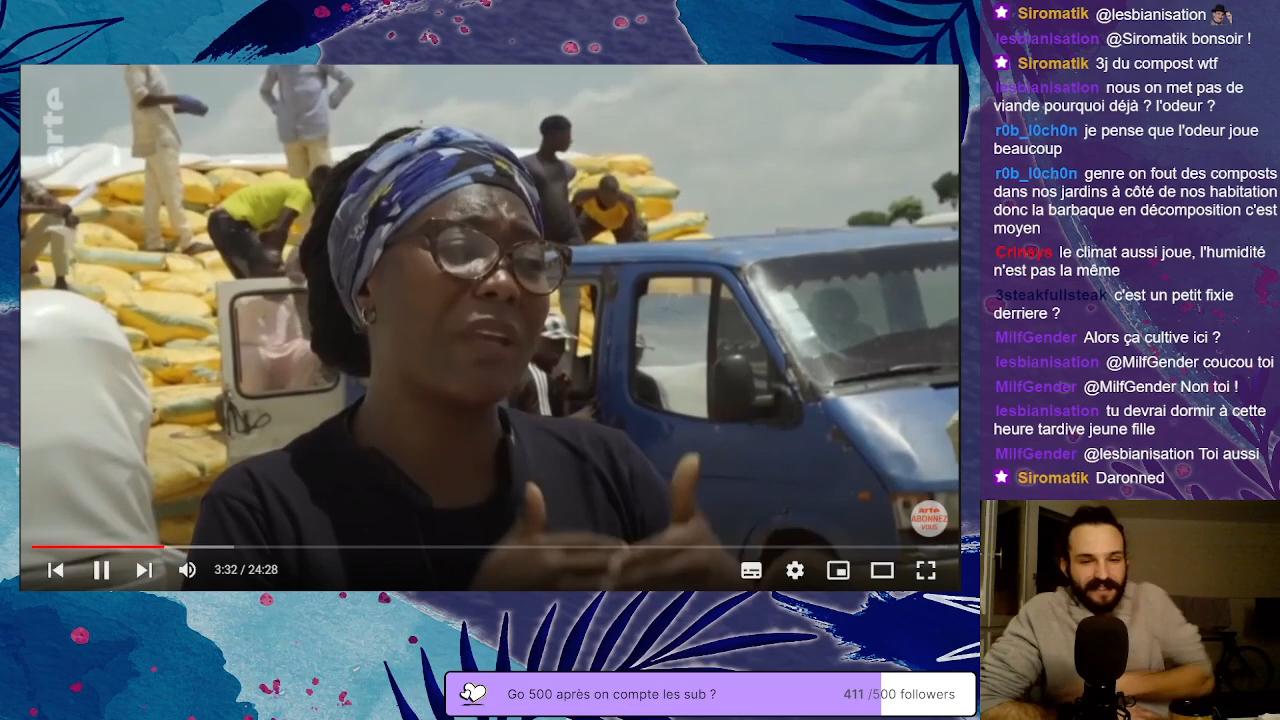 arte
arte
ABONNEZ
VOUS
3:32 / 24:28
Siromatik @lesbianisation
lesbianisation @Siromatik bonsoir !
Siromatik 3j du compost wtf
lesbianisation nous on met pas de
viande pourquoi déjà ? l'odeur ?
r0b_l0ch0n je pense que l'odeur joue
beaucoup
r0b_l0ch0n genre on fout des composts
dans nos jardins à côté de nos habitation
donc la barbaque en décomposition c'est
moyen
Crinsys le climat aussi joue, l'humidité
n'est pas la même
3steakfullsteak c'est un petit fixie
derriere ?
MilfGender Alors ça cultive ici ?
lesbianisation @MilfGender coucou toi
MilfGender @MilfGender Non toi !
lesbianisation tu devrai dormir à cette
heure tardive jeune fille
MilfGender @lesbianisation Toi aussi
Siromatik Daronned
Go 500 après on compte les sub ?
411 /500 followers